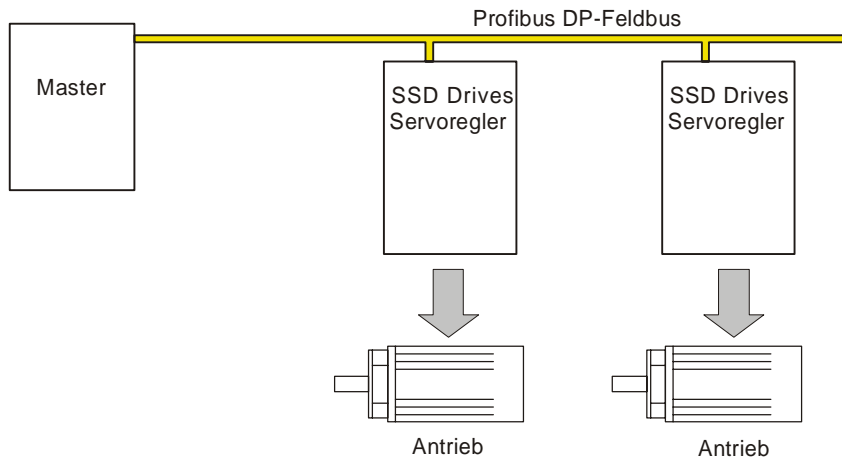 Profibus DP-Feldbus
Master
SSD Drives
Servoregler
SSD Drives
Servoregler
Antrieb
Antrieb